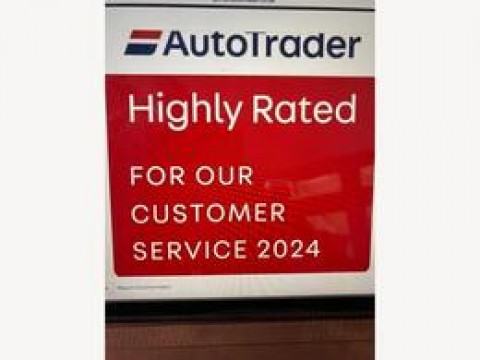 AutoTrader
Highly Rated
FOR OUR
CUSTOMER
SERVICE 2024